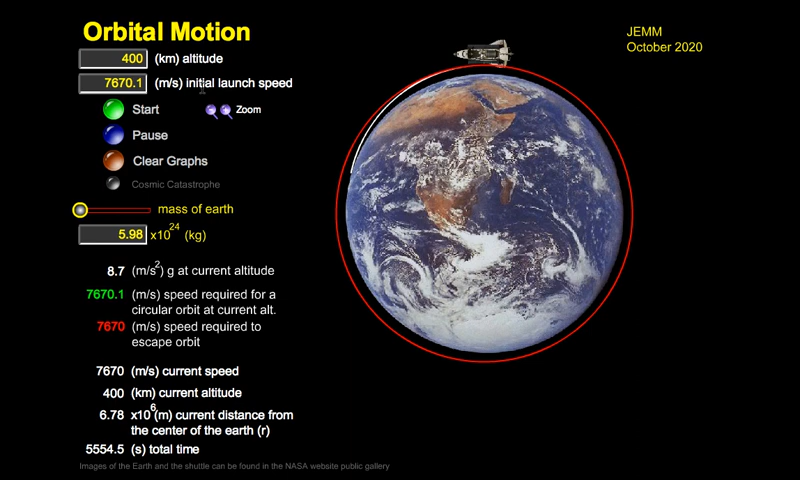 Orbital Motion
JEMM
October 2020
400 (km) altitude
7670.1 (m/s) initial launch speed
Start
Zoom
Pause
Clear Graphs
Cosmic Catastrophe
mass of earth
5.98 x10^24 (kg)
8.7 (m/s^2) g at current altitude
7670.1 (m/s) speed required for a
circular orbit at current alt.
7670 (m/s) speed required to
escape orbit
7670 (m/s) current speed
400 (km) current altitude
6.78 x10^6(m) current distance from
the center of the earth (r)
5554.5 (s) total time
Images of the Earth and the shuttle can be found in the NASA website public gallery